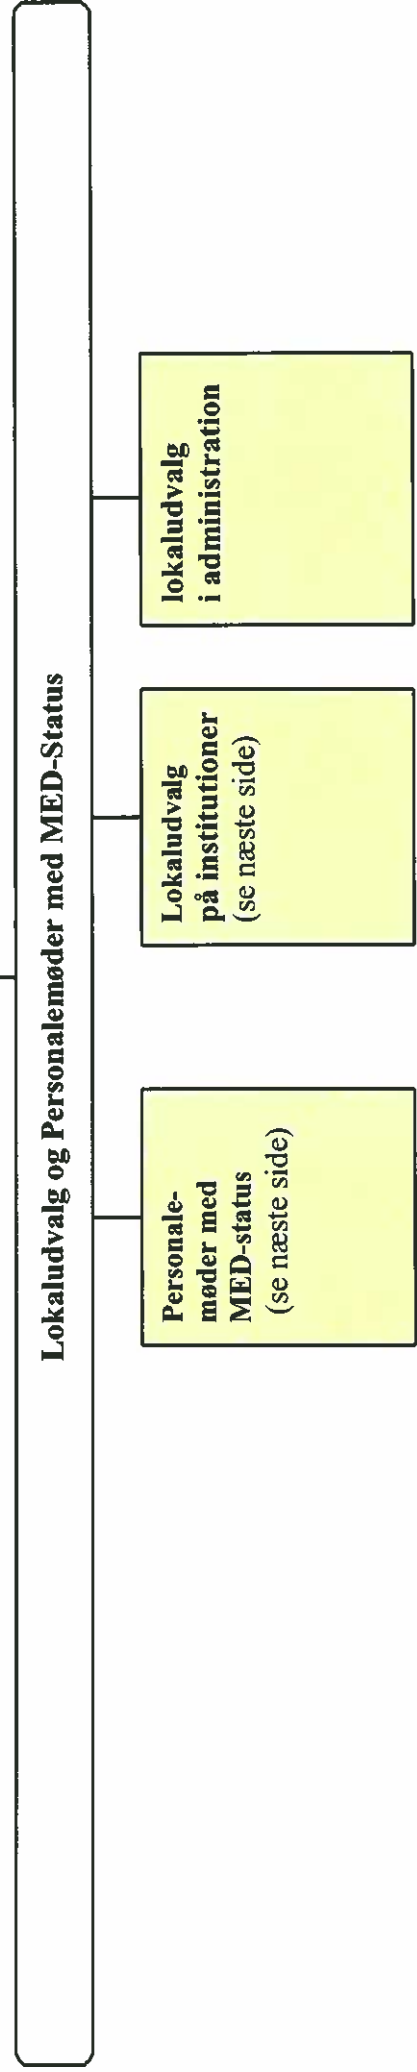 Lokaludvalg og Personalemøder med MED-Status
Personale-
møder med
MED-status
(se næste side)
Lokaludvalg
på institutioner
(se næste side)
lokaludvalg
i administration